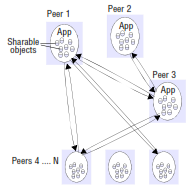 Peer 1
Peer 2
App
App
Sharable
objects
Peer 3
App
Peers 4 .... N